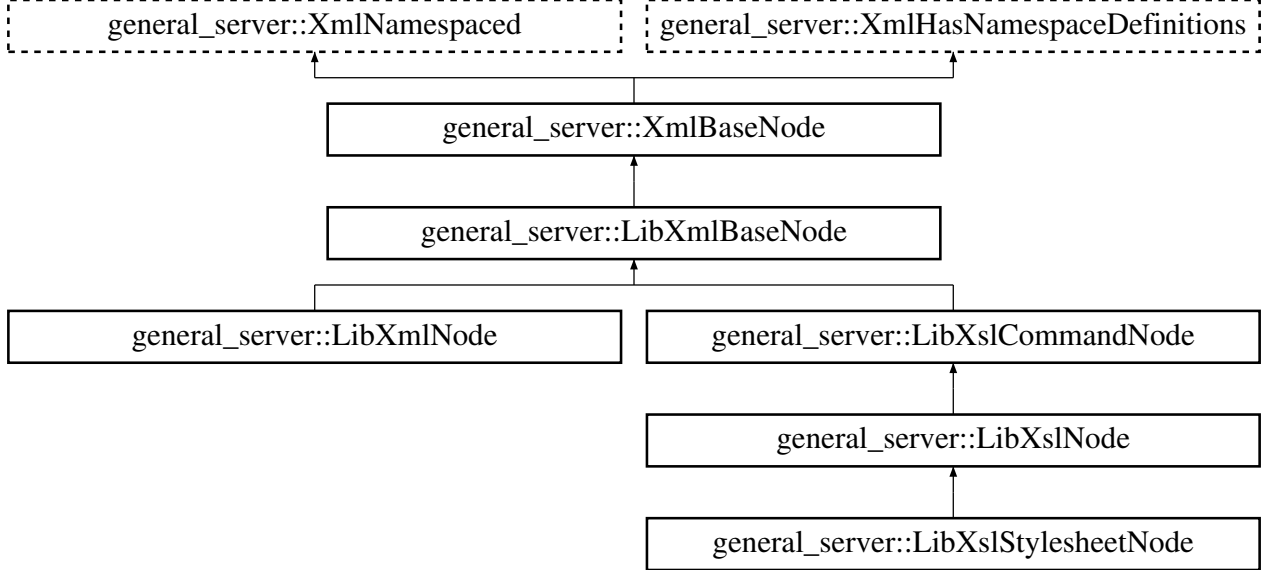 general_server::XmlNamespaced
general_server::XmlHasNamespaceDefinitions
general_server::XmlBaseNode
general_server::LibXmlBaseNode
general_server::LibXmlNode
general_server::LibXslCommandNode
general_server::LibXslNode
general_server::LibXslStylesheetNode